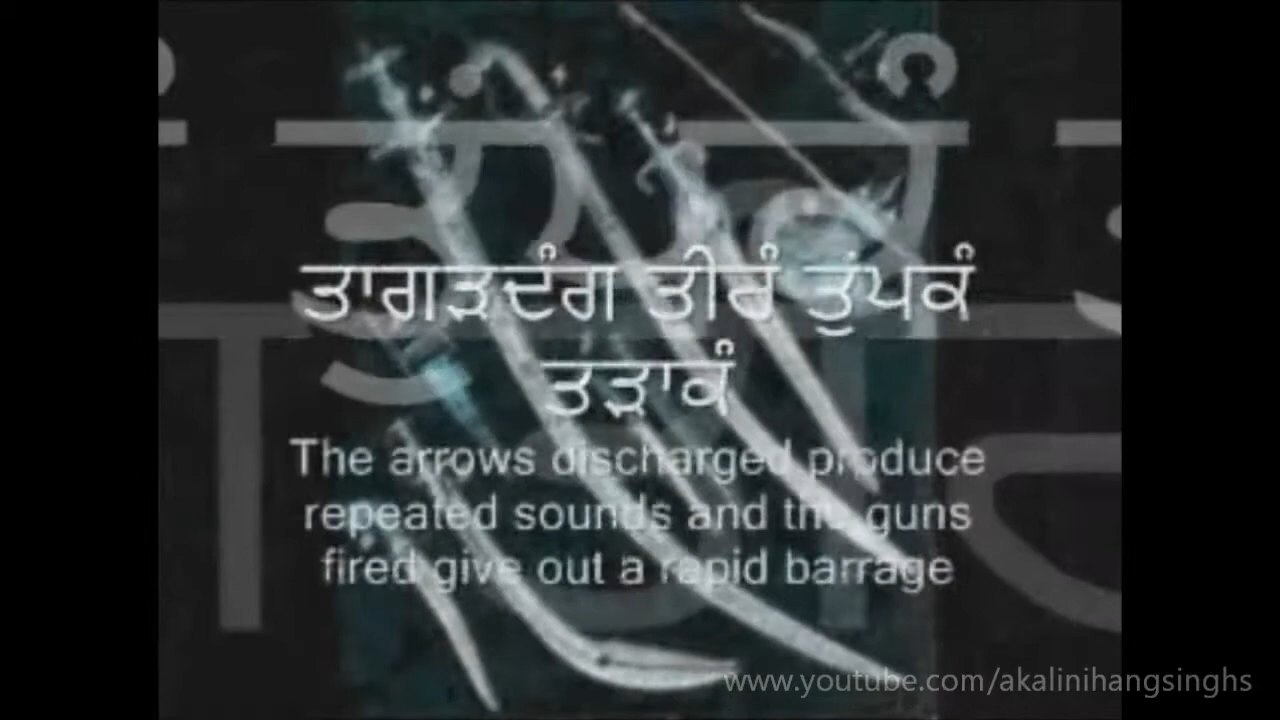 ਤਾਗੜਦੰਗ ਤੀਰੰ ਤੁੰਪਕੰ
ਤੜਾਕੰ
The arrows discharged produce
repeated sounds and the guns
fired give out a rapid barrage
www.youtube.com/akalinihangsinghs